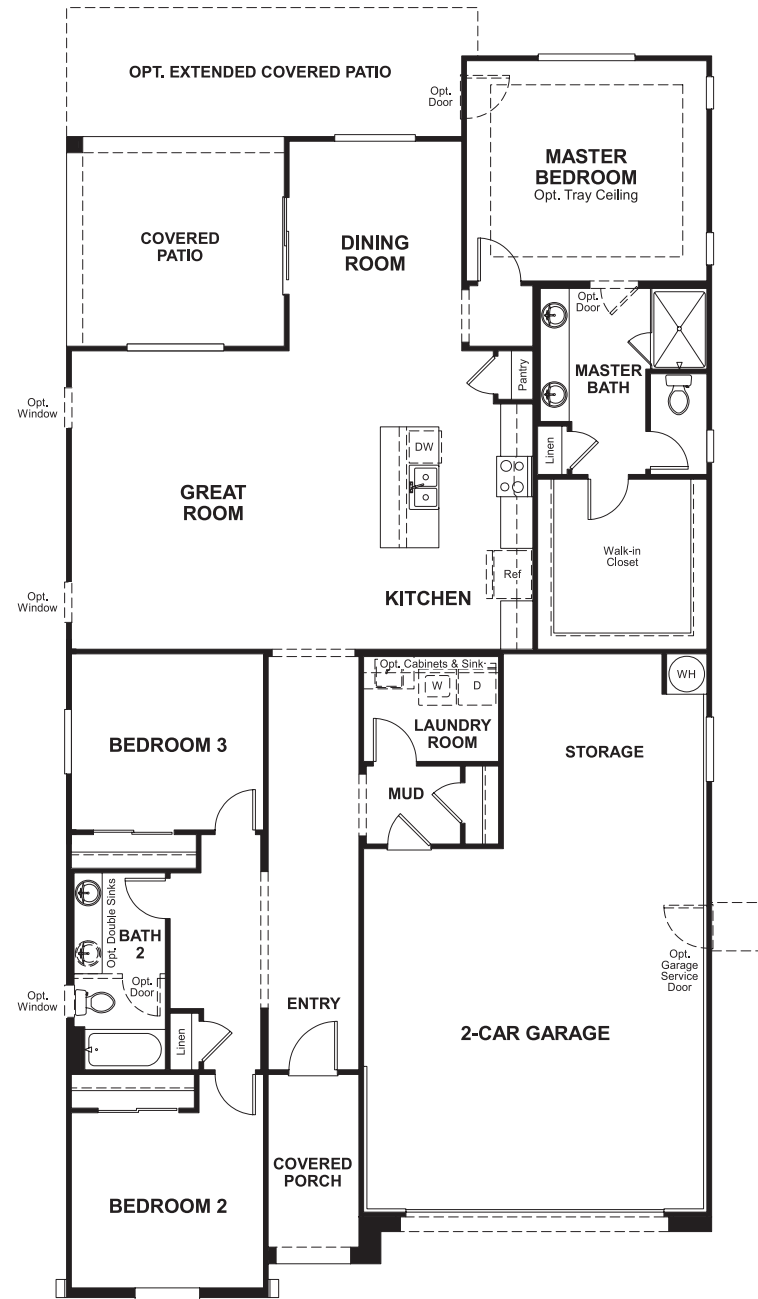 OPT. EXTENDED COVERED PATIO
Opt.
Door
MASTER
BEDROOM
Opt. Tray Ceiling
COVERED
PATIO
DINING
ROOM
Opt.
Door
MASTER
BATH
Pantry
Opt.
Window
DW
Linen
GREAT
ROOM
Walk-in
Closet
Ref
Opt.
Window
KITCHEN
Opt. Cabinets & Sink
W
D
WH
LAUNDRY
ROOM
BEDROOM 3
STORAGE
MUD
Opt. Double Sinks
BATH
2
Opt.
Door
Opt.
Window
Opt.
Garage
Service
Door
ENTRY
Linen
2-CAR GARAGE
COVERED
PORCH
BEDROOM 2